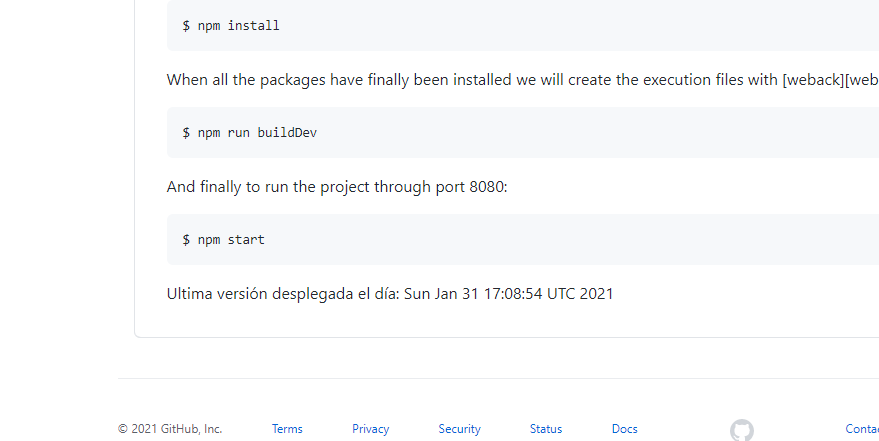 $ npm install
When all the packages have finally been installed we will create the execution files with [weback][web
$ npm run buildDev
And finally to run the project through port 8080:
$ npm start
Ultima versión desplegada el día: Sun Jan 31 17:08:54 UTC 2021
© 2021 GitHub, Inc. Terms Privacy Security Status Docs Conta